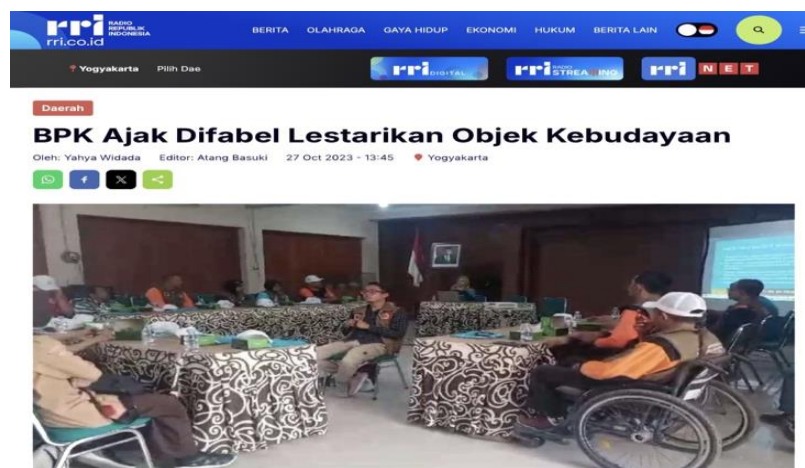 rri RADIO REPUBLIK INDONESIA
rri.co.id
BERITA OLAHRAGA GAYA HIDUP EKONOMI HUKUM BERITA LAIN
Yogyakarta Pilih Dae
rri DIGITAL rri STREAMING rri NET
Daerah
BPK Ajak Difabel Lestarikan Objek Kebudayaan
Oleh: Yahya Widada Editor: Atang Basuki 27 Oct 2023 - 13:45 Yogyakarta